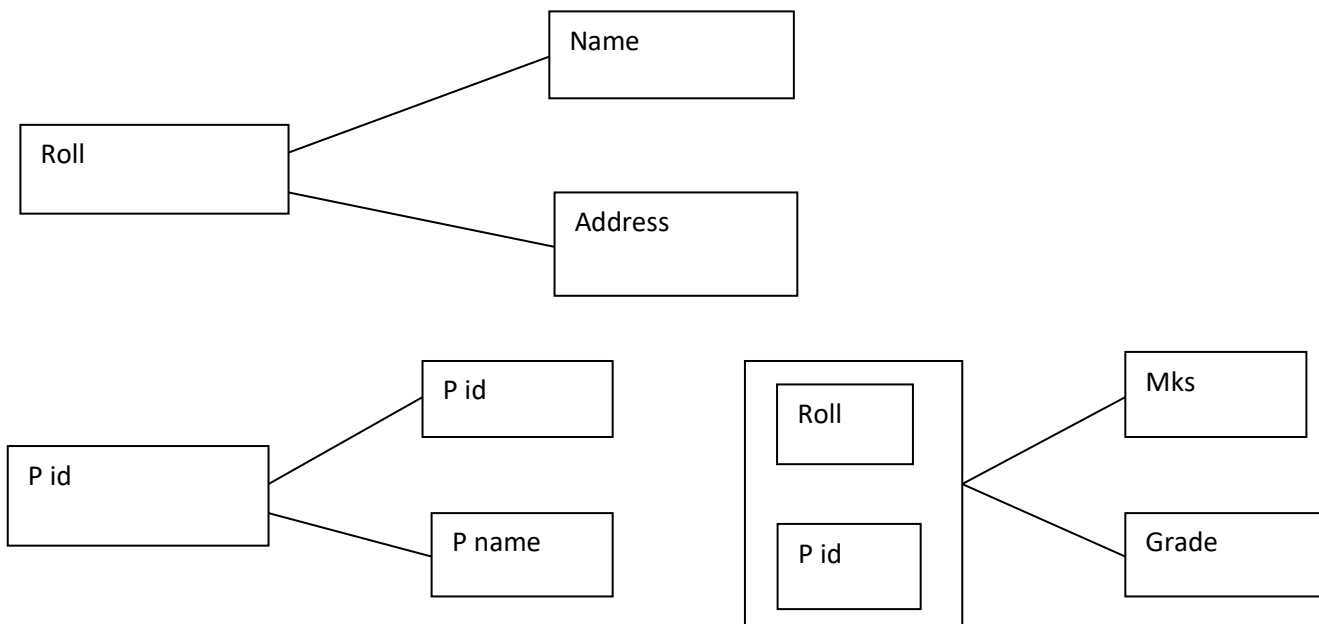 Name
Roll
Address
P id
P id
P name
Roll
P id
Mks
Grade